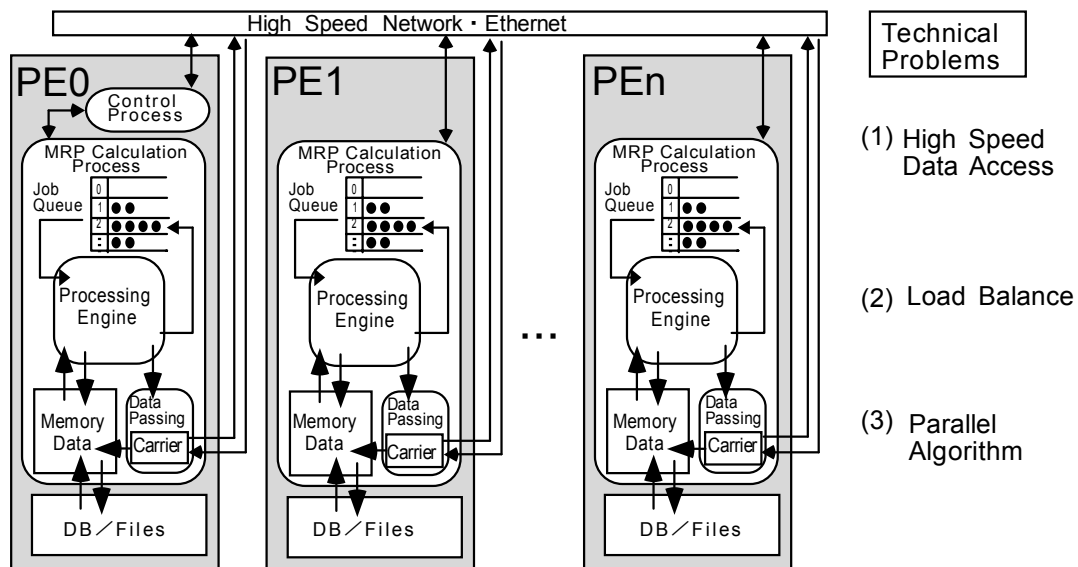 High Speed Network・Ethernet
PE0
Control
Process
MRP Calculation
Process
Job
Queue
0
1
2
:
Processing
Engine
Memory
Data
Data
Passing
Carrier
DB／Files
PE1
MRP Calculation
Process
Job
Queue
0
1
2
:
Processing
Engine
Memory
Data
Data
Passing
Carrier
DB／Files
...
PEn
MRP Calculation
Process
Job
Queue
0
1
2
:
Processing
Engine
Memory
Data
Data
Passing
Carrier
DB／Files
Technical
Problems
(1) High Speed
Data Access
(2) Load Balance
(3) Parallel
Algorithm